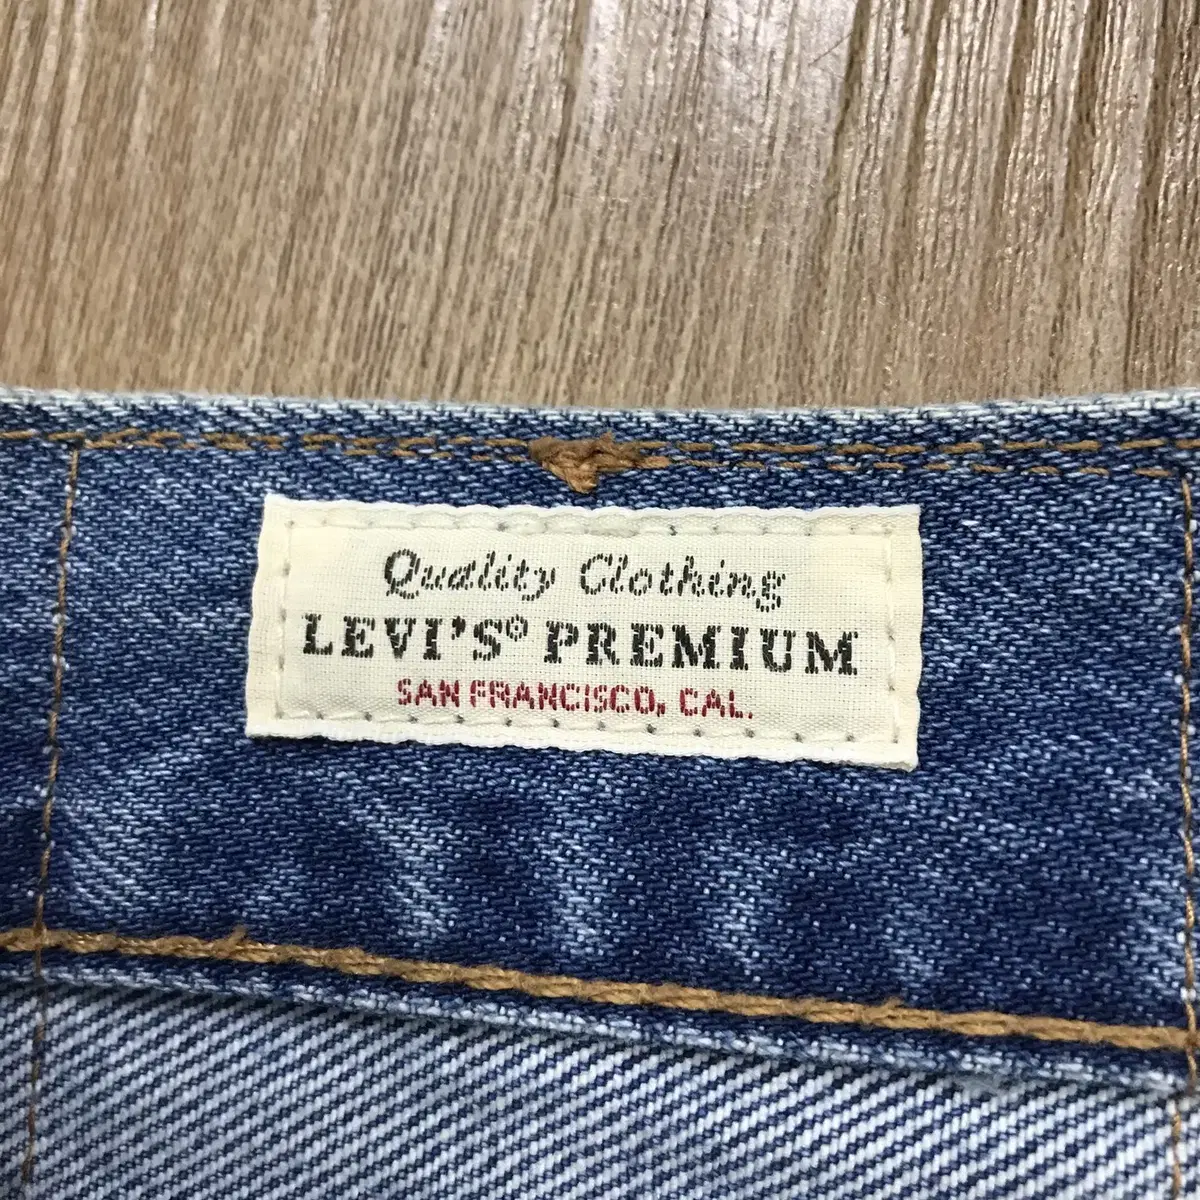 Quality Clothing
LEVI'S® PREMIUM
SAN FRANCISCO, CAL.